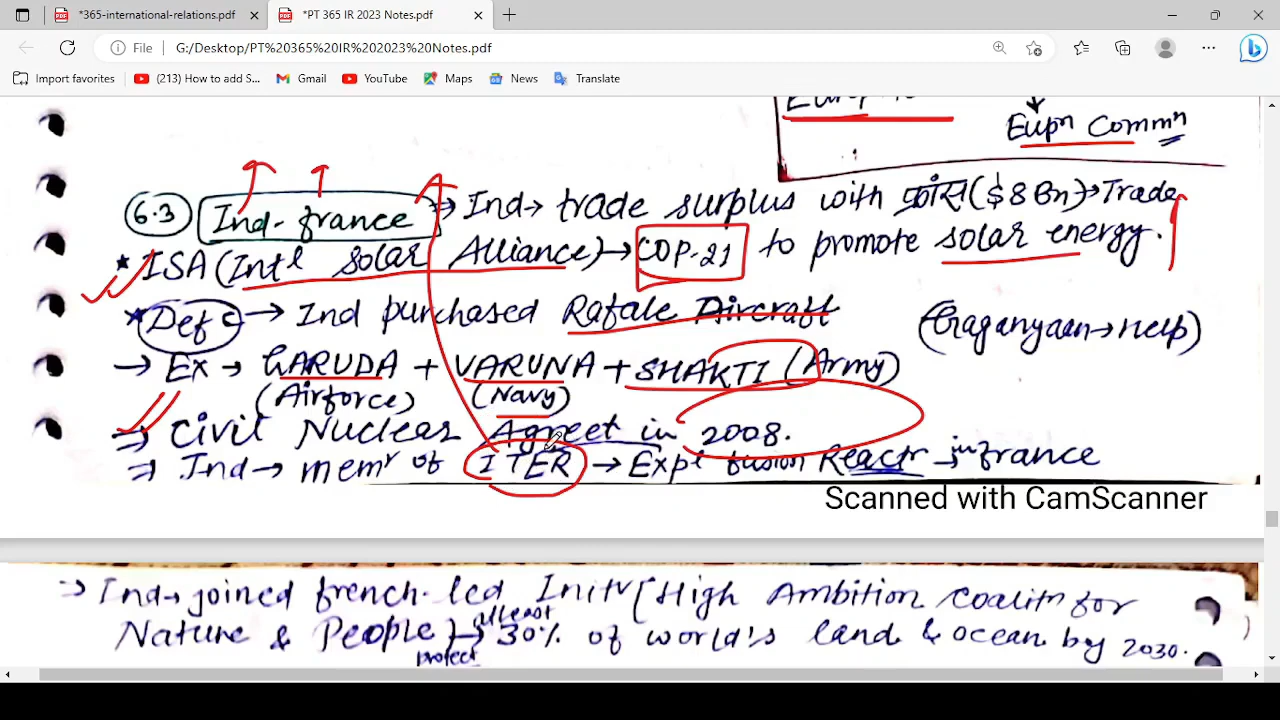 *365-international-relations.pdf
*PT 365 IR 2023 Notes.pdf
File
G:/Desktop/PT%20365%20IR%202023%20Notes.pdf
Import favorites
(213) How to add S...
Gmail
YouTube
Maps
News
Translate
Eupn Commn
6.3 Ind-france → Ind→ trade surplus with फ्रांस ($8Bn)→Trade
* ISA (Intl solar Alliance)→ COP-21 to promote solar energy.
* Def → Ind purchased Rafale Aircraft
(Gaganyaan→Help)
→ Ex → GARUDA + VARUNA + SHAKTI (Army)
(Airforce) (Navy)
⇒ Civil Nuclear Agreet in 2008.
⇒ Ind→ memr of ITER → Expl fusion Reactr → in france
Scanned with CamScanner
→ Ind→ joined french-led Initv [High Ambition Coalitn for
Nature & People) → atleast 30% of world's land & ocean by 2030.
protect